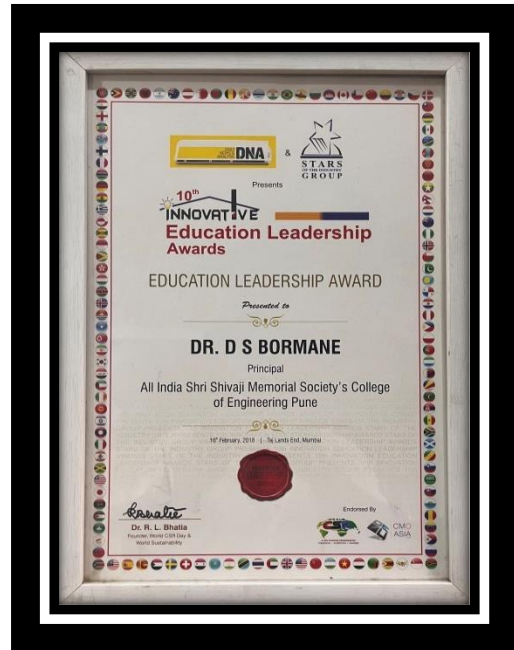 DNA
&
STARS
OF THE INDUSTRY
GROUP
Presents
10th
INNOVATIVE
Education Leadership
Awards
EDUCATION LEADERSHIP AWARD
Presented to
DR. D S BORMANE
Principal
All India Shri Shivaji Memorial Society's College
of Engineering Pune
16th February, 2018 | Taj Lands End, Mumbai
Dr. R. L. Bhatia
Founder, World CSR Day &
World Sustainability
Endorsed By
CMO
ASIA